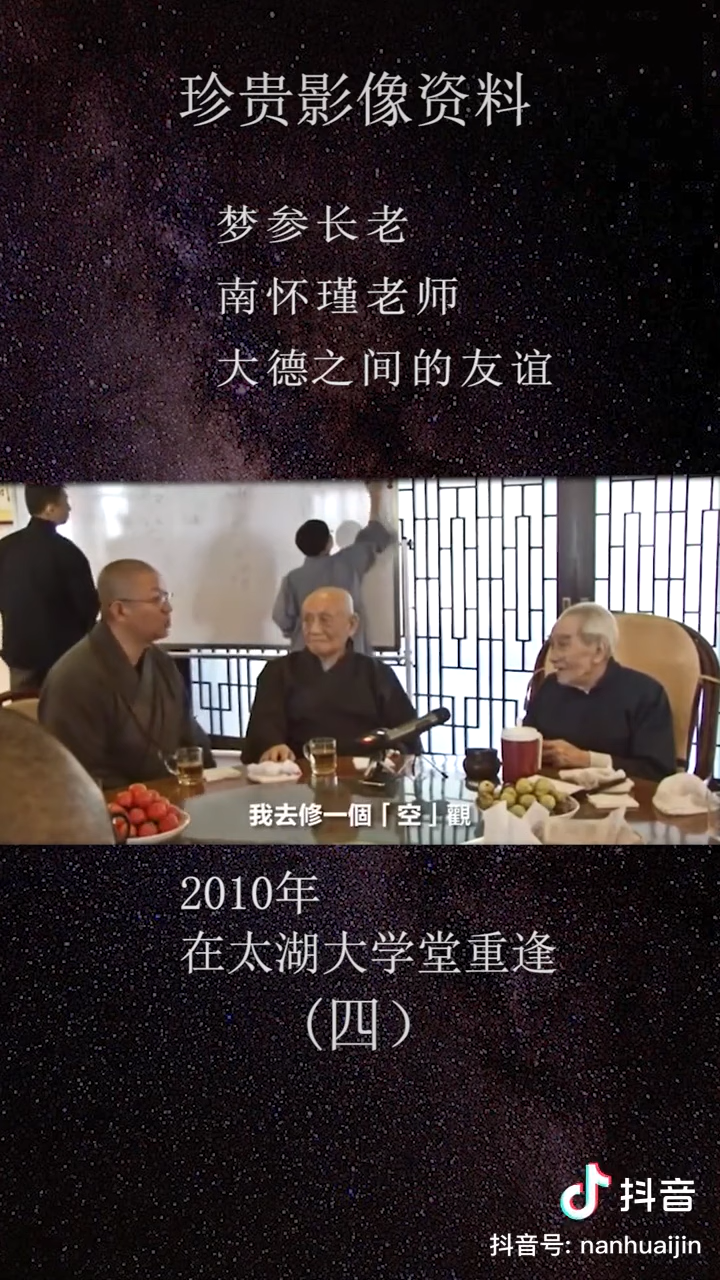 珍贵影像资料
梦参长老
南怀瑾老师
大德之间的友谊
我去修一個「空」觀
2010年
在太湖大学堂重逢
（四）
抖音
抖音号: nanhuaijin